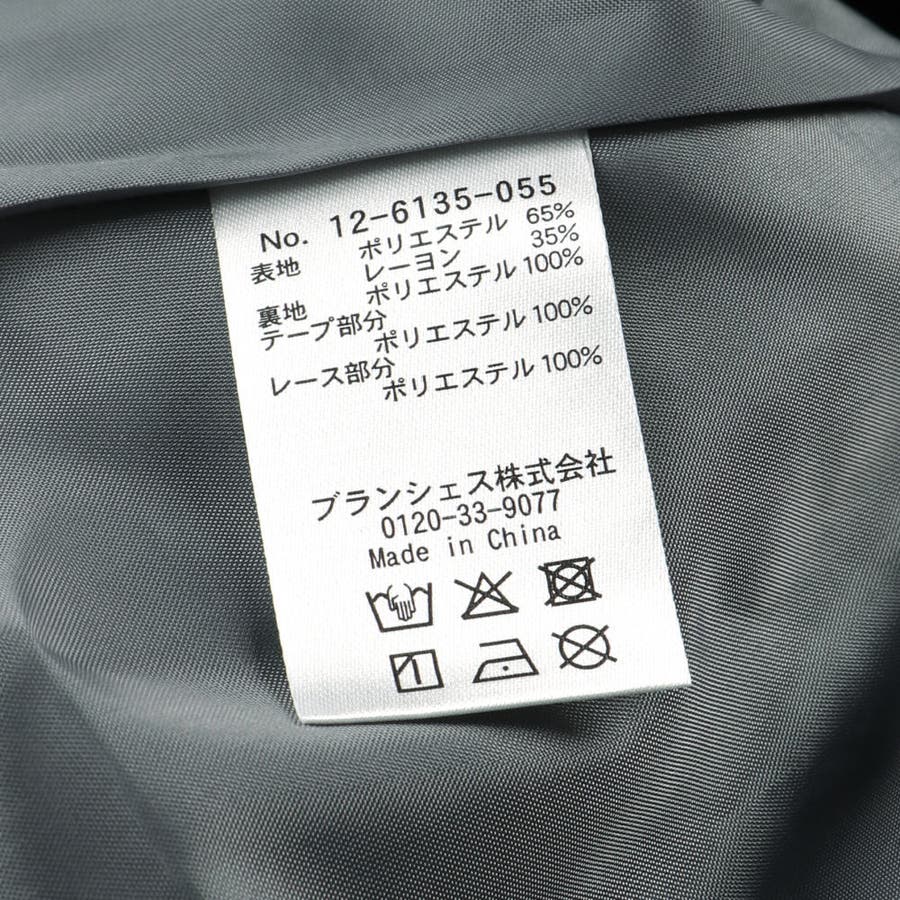 No. 12-6135-055
表地 ポリエステル 65%
レーヨン 35%
裏地 ポリエステル 100%
テープ部分
ポリエステル 100%
レース部分
ポリエステル 100%
ブランシェス株式会社
0120-33-9077
Made in China